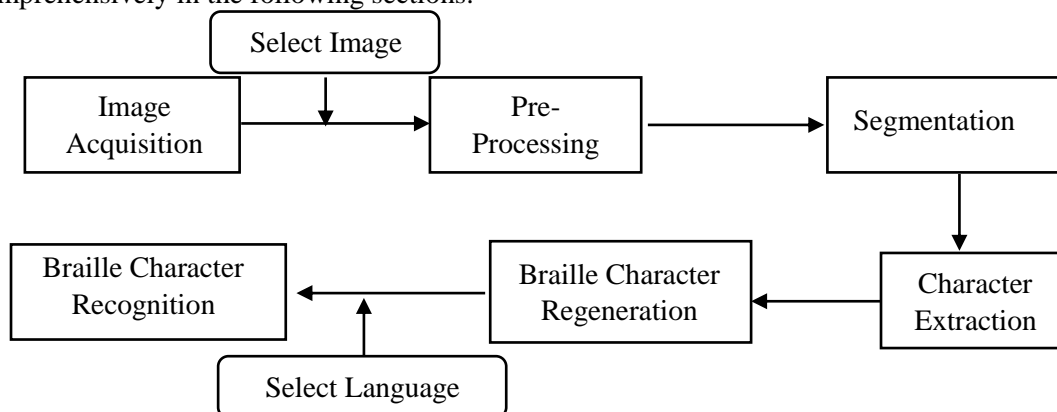 mprehensively in the following sections.
Select Image
Image
Acquisition
Pre-
Processing
Segmentation
Character
Extraction
Braille Character
Regeneration
Braille Character
Recognition
Select Language